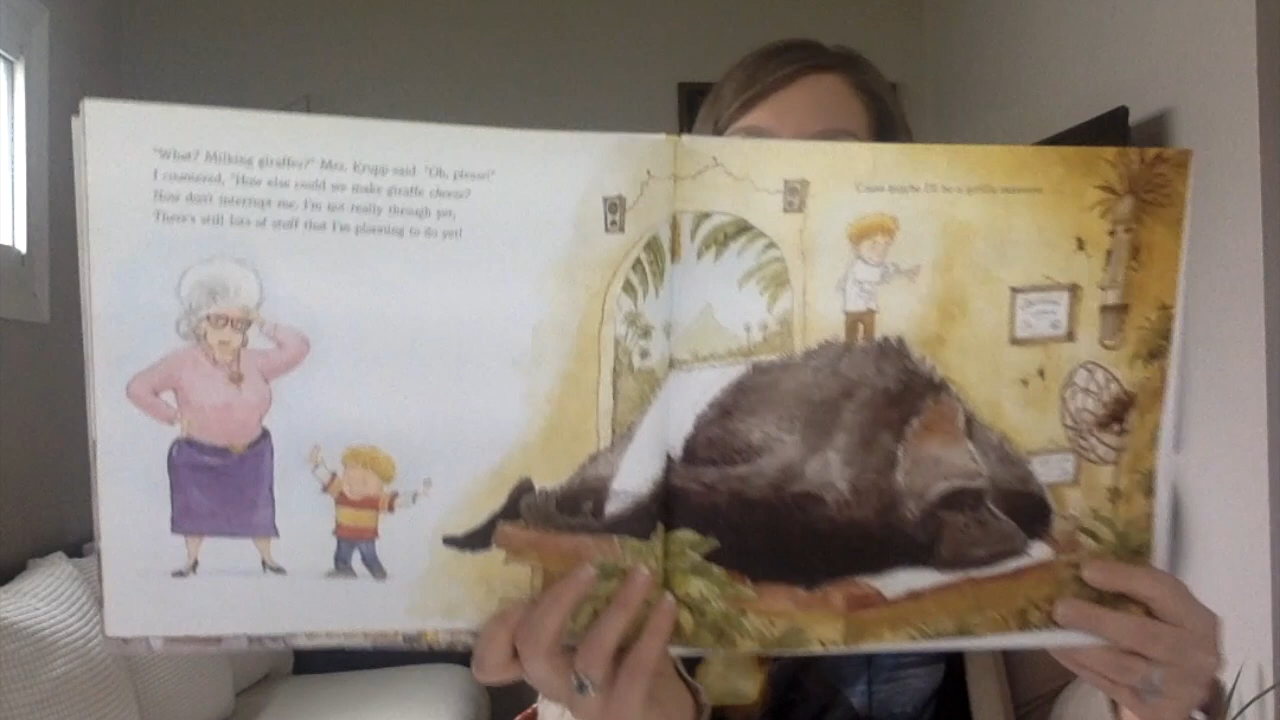 "What? Milking giraffes?" Mrs. Krupp said. "Oh, please!"
I countered, "How else could we make giraffe cheese?
Now don't interrupt me. I'm not really through yet,
There's still lots of stuff that I'm planning to do yet!
'Cause maybe I'll be a gorilla masseuse